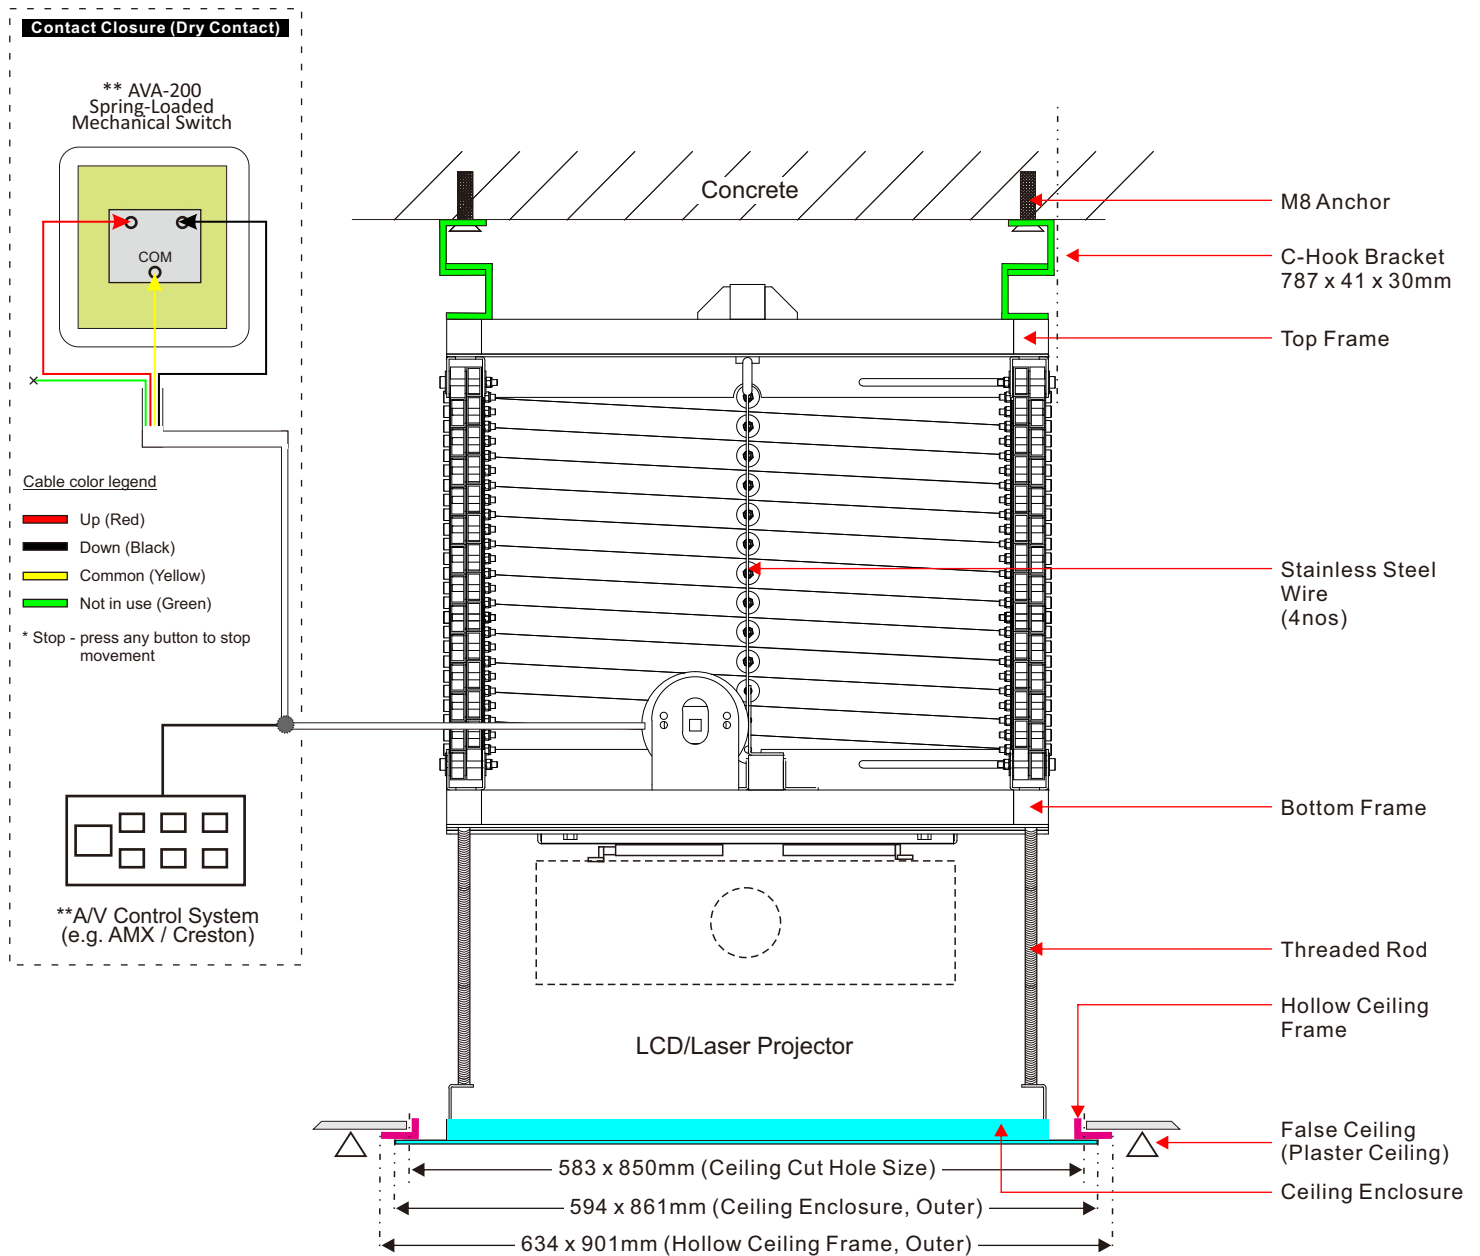 Contact Closure (Dry Contact)
** AVA-200
Spring-Loaded
Mechanical Switch
COM
Cable color legend
Up (Red)
Down (Black)
Common (Yellow)
Not in use (Green)
* Stop - press any button to stop
movement
**A/V Control System
(e.g. AMX / Creston)
Concrete
M8 Anchor
C-Hook Bracket
787 x 41 x 30mm
Top Frame
Stainless Steel
Wire
(4nos)
Bottom Frame
Threaded Rod
Hollow Ceiling
Frame
LCD/Laser Projector
False Ceiling
(Plaster Ceiling)
Ceiling Enclosure
583 x 850mm (Ceiling Cut Hole Size)
594 x 861mm (Ceiling Enclosure, Outer)
634 x 901mm (Hollow Ceiling Frame, Outer)